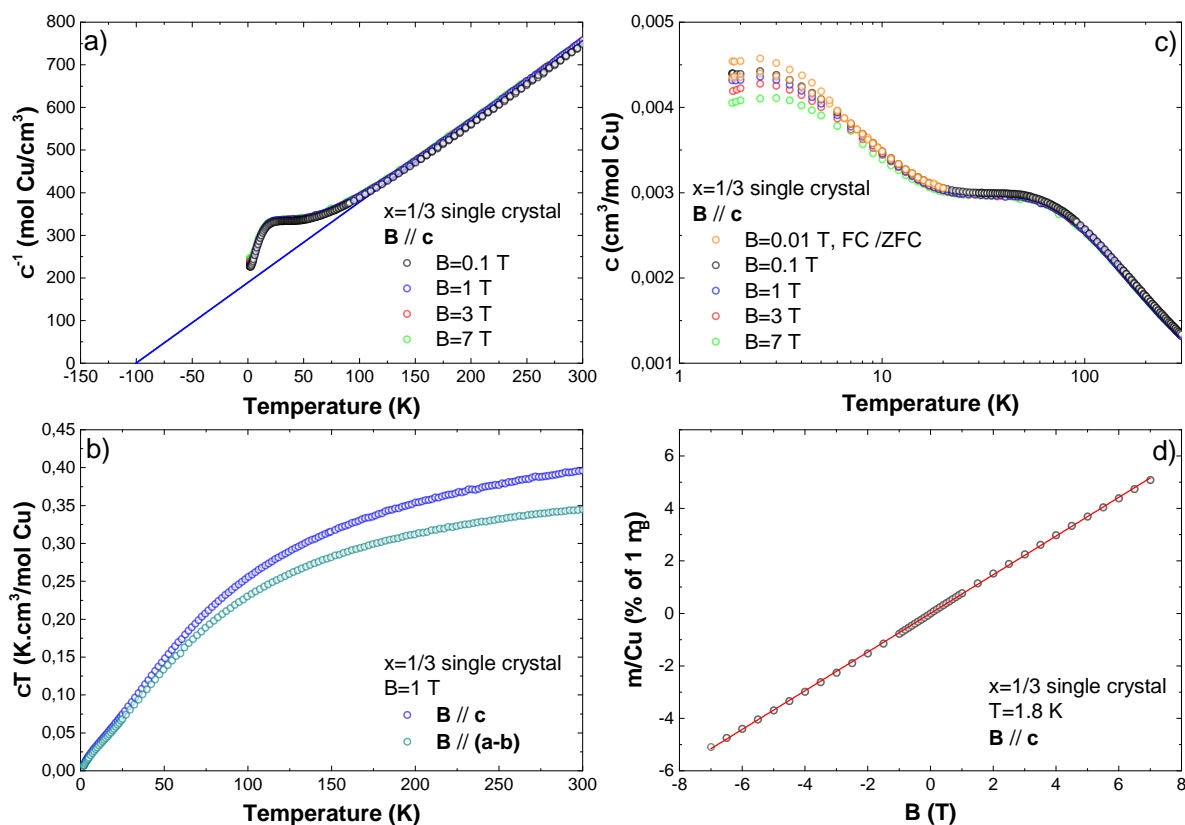 a)
c⁻¹ (mol Cu/cm³)
800
700
600
500
400
300
200
100
0
-150 -100 -50 0 50 100 150 200 250 300
Temperature (K)
x=1/3 single crystal
B // c
B=0.1 T
B=1 T
B=3 T
B=7 T
c)
c (cm³/mol Cu)
0,005
0,004
0,003
0,002
0,001
1 10 100
Temperature (K)
x=1/3 single crystal
B // c
B=0.01 T, FC /ZFC
B=0.1 T
B=1 T
B=3 T
B=7 T
b)
cT (K.cm³/mol Cu)
0,45
0,40
0,35
0,30
0,25
0,20
0,15
0,10
0,05
0,00
0 50 100 150 200 250 300
Temperature (K)
x=1/3 single crystal
B=1 T
B // c
B // (a-b)
d)
m/Cu (% of 1 mB)
6
4
2
0
-2
-4
-6
-8 -6 -4 -2 0 2 4 6 8
B (T)
x=1/3 single crystal
T=1.8 K
B // c